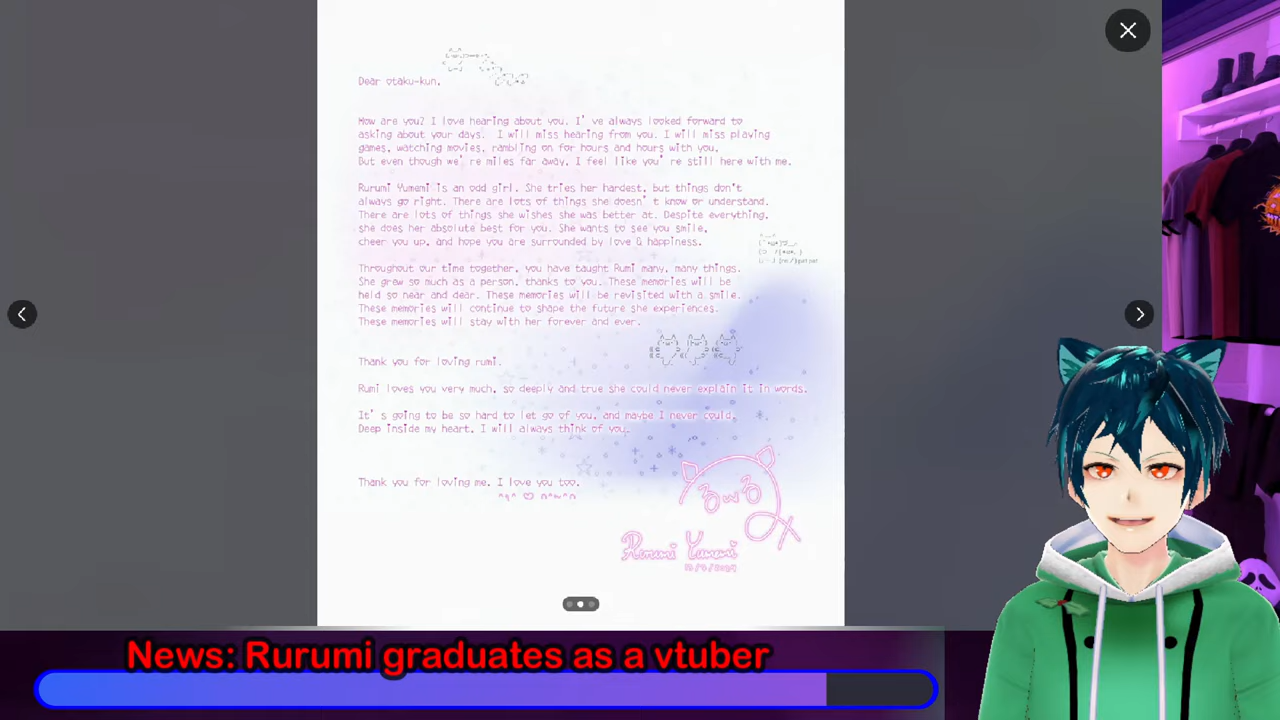 Dear otaku-kun,
How are you? I love hearing about you. I've always looked forward to
asking about your days. I will miss hearing from you. I will miss playing
games, watching movies, rambling on for hours and hours with you.
But even though we're miles far away, I feel like you're still here with me.
Rurumi Yumemi is an odd girl. She tries her hardest, but things don't
always go right. There are lots of things she doesn't know or understand.
There are lots of things she wishes she was better at. Despite everything,
she does her absolute best for you. She wants to see you smile,
cheer you up, and hope you are surrounded by love & happiness.
Throughout our time together, you have taught Rumi many, many things.
She grew so much as a person, thanks to you. These memories will be
held so near and dear. These memories will be revisited with a smile.
These memories will continue to shape the future she experiences.
These memories will stay with her forever and ever.
Thank you for loving rumi.
Rumi loves you very much, so deeply and true she could never explain it in words.
It's going to be so hard to let go of you, and maybe I never could.
Deep inside my heart, I will always think of you.
Thank you for loving me. I love you too.
Rurumi Yumemi
News: Rurumi graduates as a vtuber